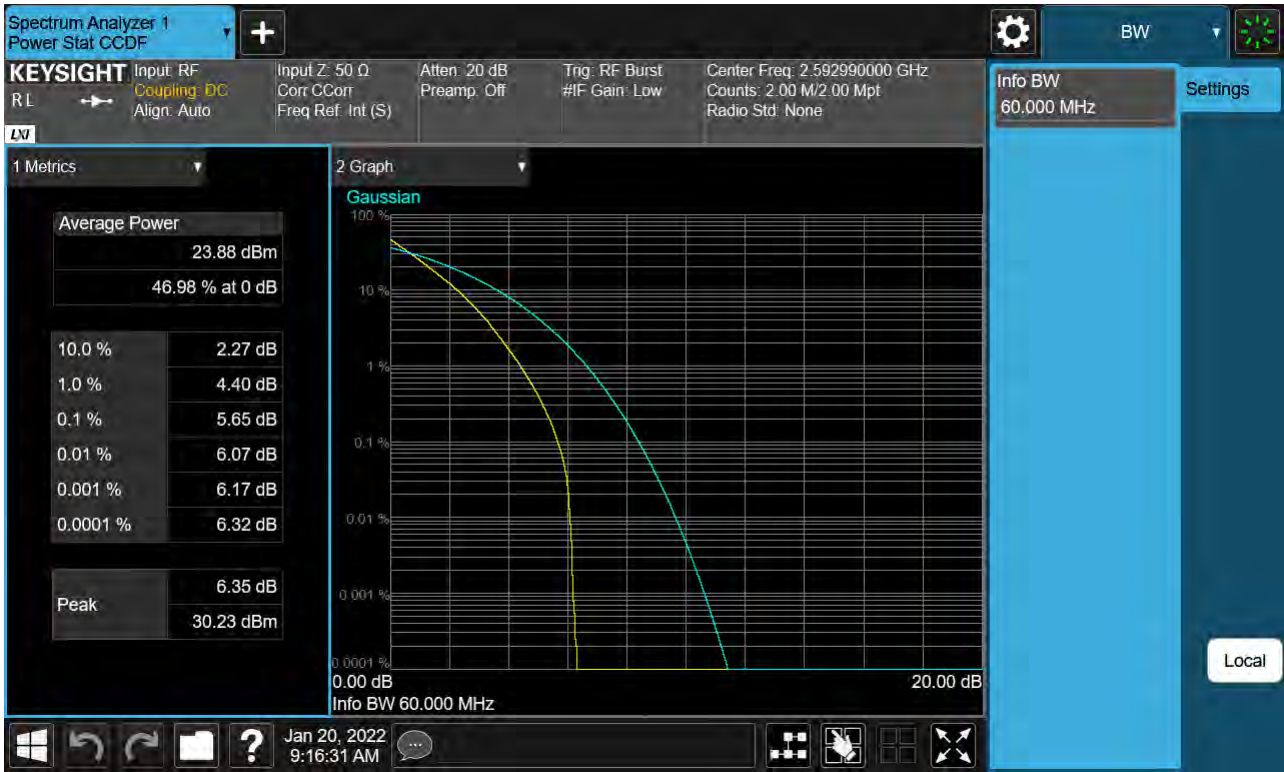 Spectrum Analyzer 1
Power Stat CCDF
BW
KEYSIGHT
R L
LXI
Input: RF
Coupling: DC
Align: Auto
Input Z: 50 Ω
Corr CCorr
Freq Ref: Int (S)
Atten: 20 dB
Preamp: Off
Trig: RF Burst
#IF Gain: Low
Center Freq: 2.592990000 GHz
Counts: 2.00 M/2.00 Mpt
Radio Std: None
Info BW
60.000 MHz
Settings
1 Metrics
Average Power
23.88 dBm
46.98 % at 0 dB
10.0 % 2.27 dB
1.0 % 4.40 dB
0.1 % 5.65 dB
0.01 % 6.07 dB
0.001 % 6.17 dB
0.0001 % 6.32 dB
Peak
6.35 dB
30.23 dBm
2 Graph
Gaussian
100 %
10 %
1 %
0.1 %
0.01 %
0.001 %
0.0001 %
0.00 dB 20.00 dB
Info BW 60.000 MHz
Local
?
Jan 20, 2022
9:16:31 AM